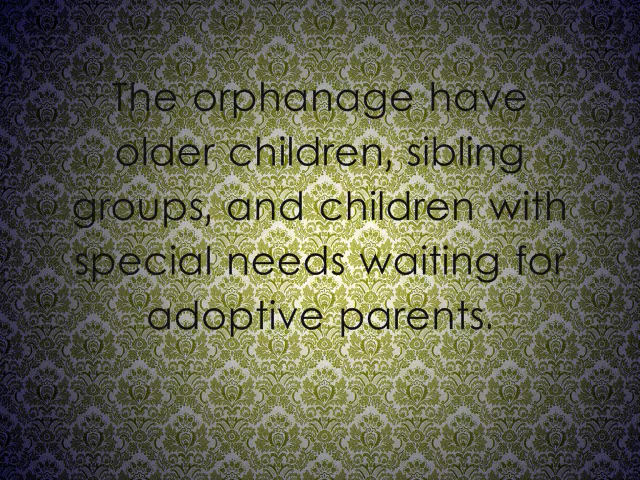 The orphanage have
older children, sibling
groups, and children with
special needs waiting for
adoptive parents.